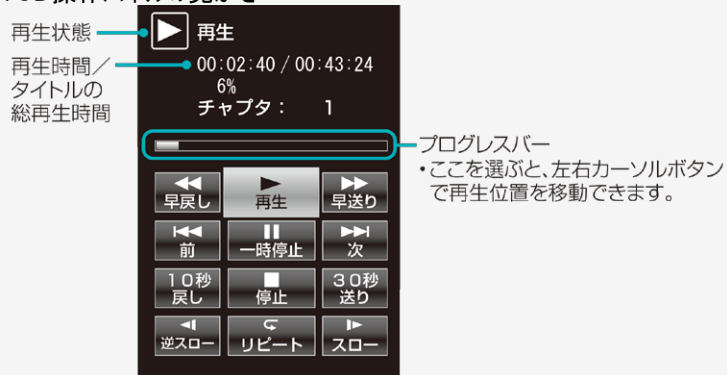 再生状態
再生
再生時間／
タイトルの
総再生時間
00:02:40 / 00:43:24
6%
チャプタ： 1
プログレスバー
・ここを選ぶと、左右カーソルボタン
で再生位置を移動できます。
早戻し 再生 早送り
前 一時停止 次
10秒
戻し
停止
30秒
送り
逆スロー リピート スロー